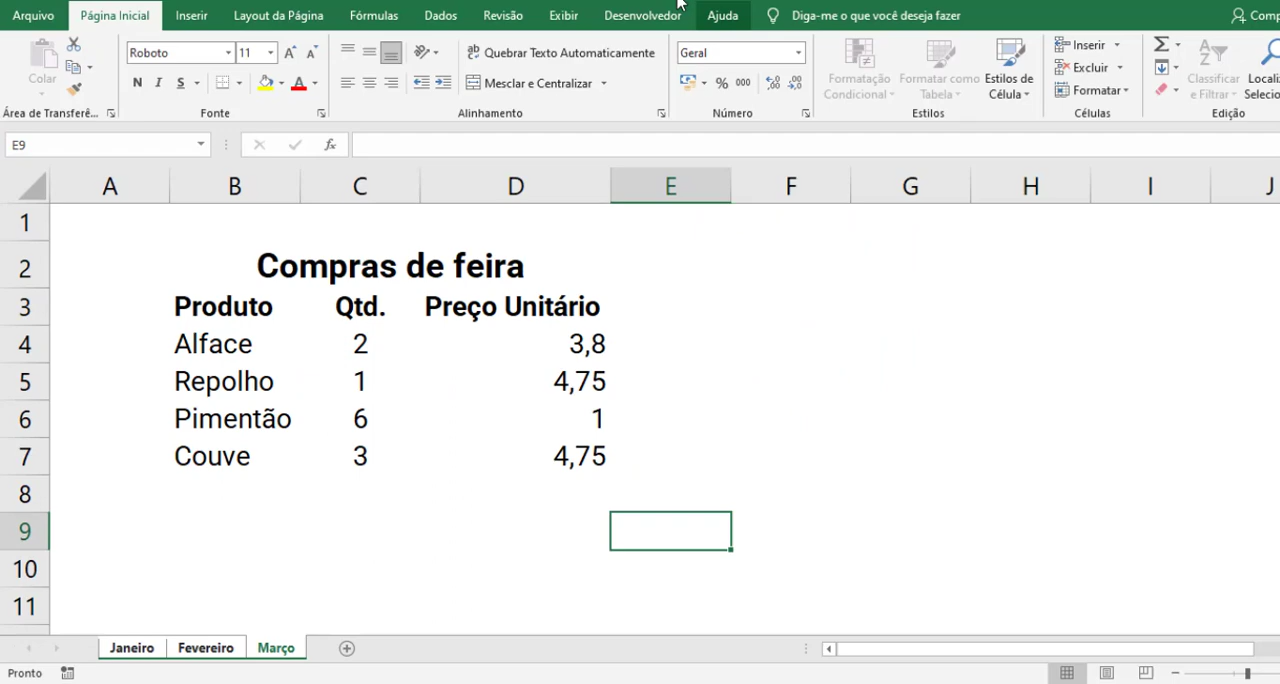 Arquivo Página Inicial Inserir Layout da Página Fórmulas Dados Revisão Exibir Desenvolvedor Ajuda Diga-me o que você deseja fazer
Colar
Roboto 11
N I S
Quebrar Texto Automaticamente
Mesclar e Centralizar
Geral
% 000
Formatação Condicional
Formatar como Tabela
Estilos de Célula
Inserir
Excluir
Formatar
Classificar e Filtrar
Área de Transferê... Fonte Alinhamento Número Estilos Células Edição
E9 fx
A B C D E F G H I J
1
2 Compras de feira
3 Produto Qtd. Preço Unitário
4 Alface 2 3,8
5 Repolho 1 4,75
6 Pimentão 6 1
7 Couve 3 4,75
8
9
10
11
Janeiro Fevereiro Março
Pronto